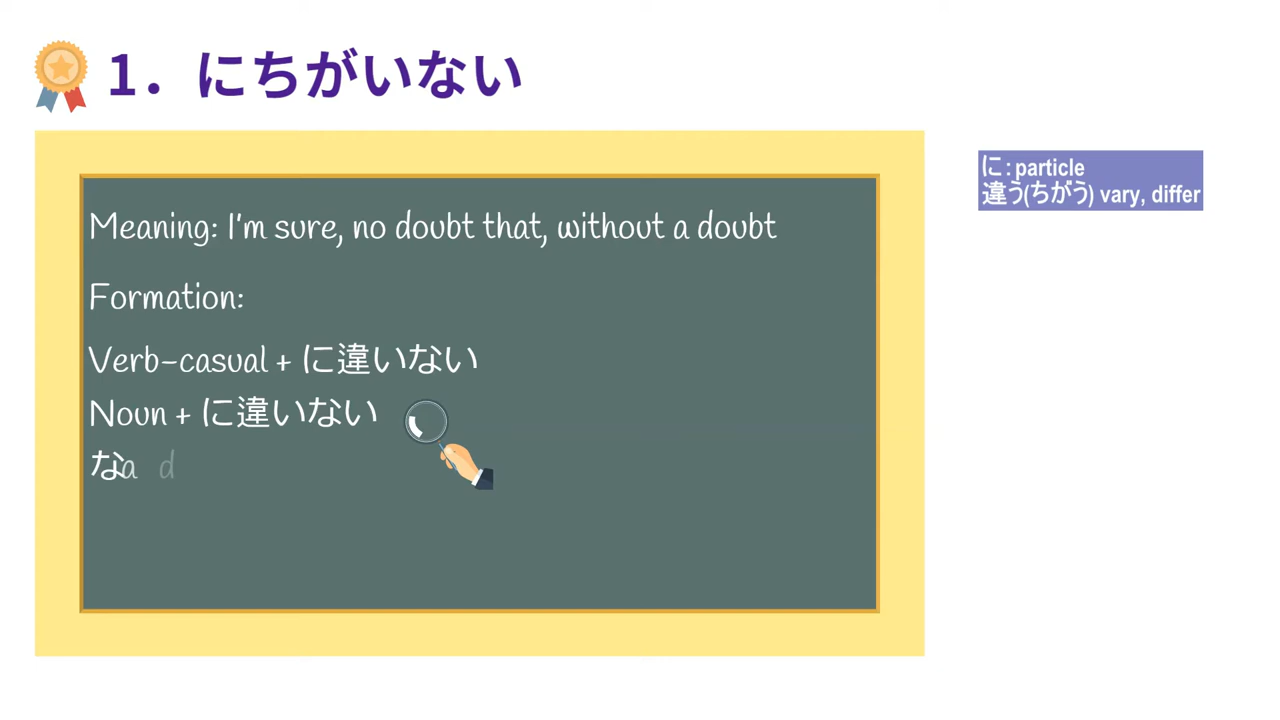 1. にちがいない
Meaning: I'm sure, no doubt that, without a doubt
Formation:
Verb-casual + に違いない
Noun + に違いない
な
に: particle
違う(ちがう) vary, differ